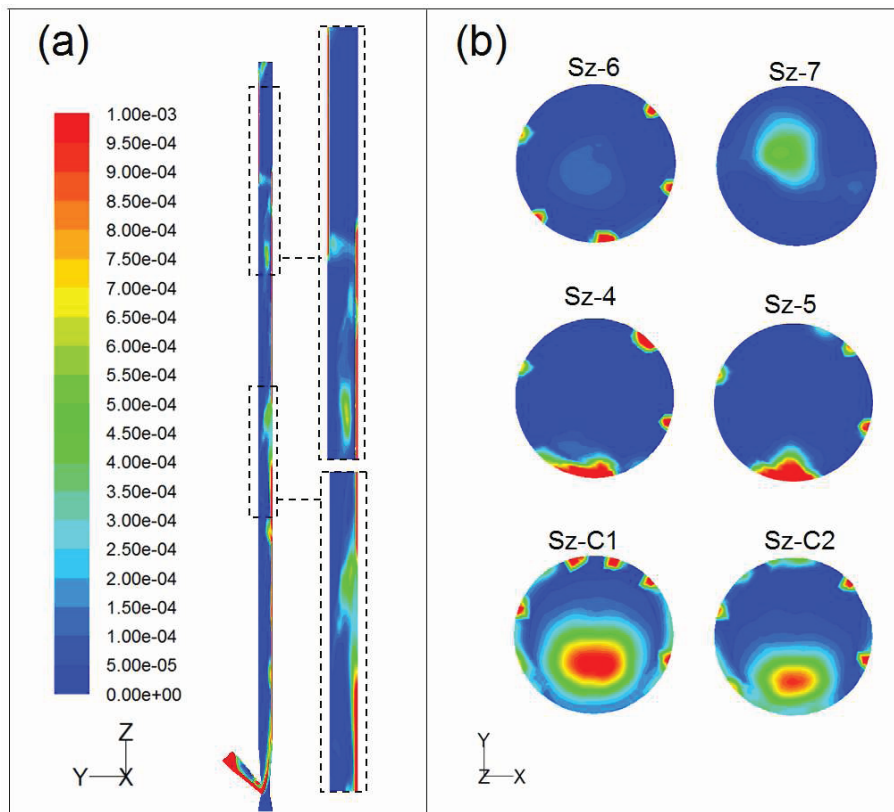 (a)
1.00e-03
9.50e-04
9.00e-04
8.50e-04
8.00e-04
7.50e-04
7.00e-04
6.50e-04
6.00e-04
5.50e-04
5.00e-04
4.50e-04
4.00e-04
3.50e-04
3.00e-04
2.50e-04
2.00e-04
1.50e-04
1.00e-04
5.00e-05
0.00e+00
Z
Y X
(b)
Sz-6 Sz-7
Sz-4 Sz-5
Sz-C1 Sz-C2
Y
Z X